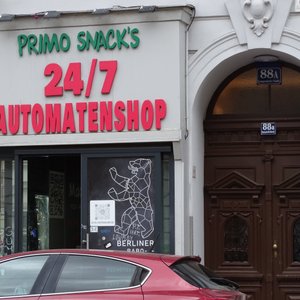 PRIMO SNACK'S
24/7
AUTOMATENSHOP
88A
88A
BERLINER